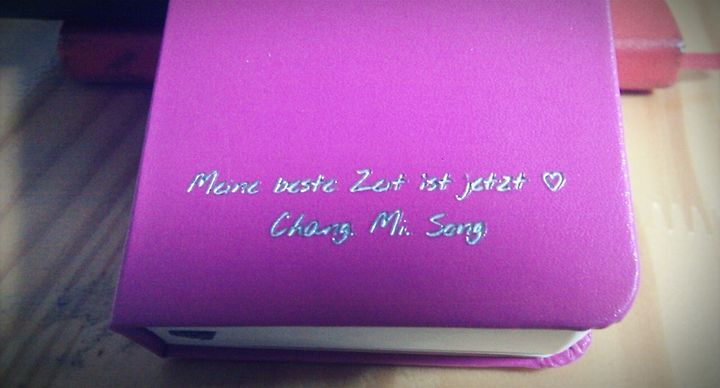 Meine beste Zeit ist jetzt ♡
Chang. Mi. Song